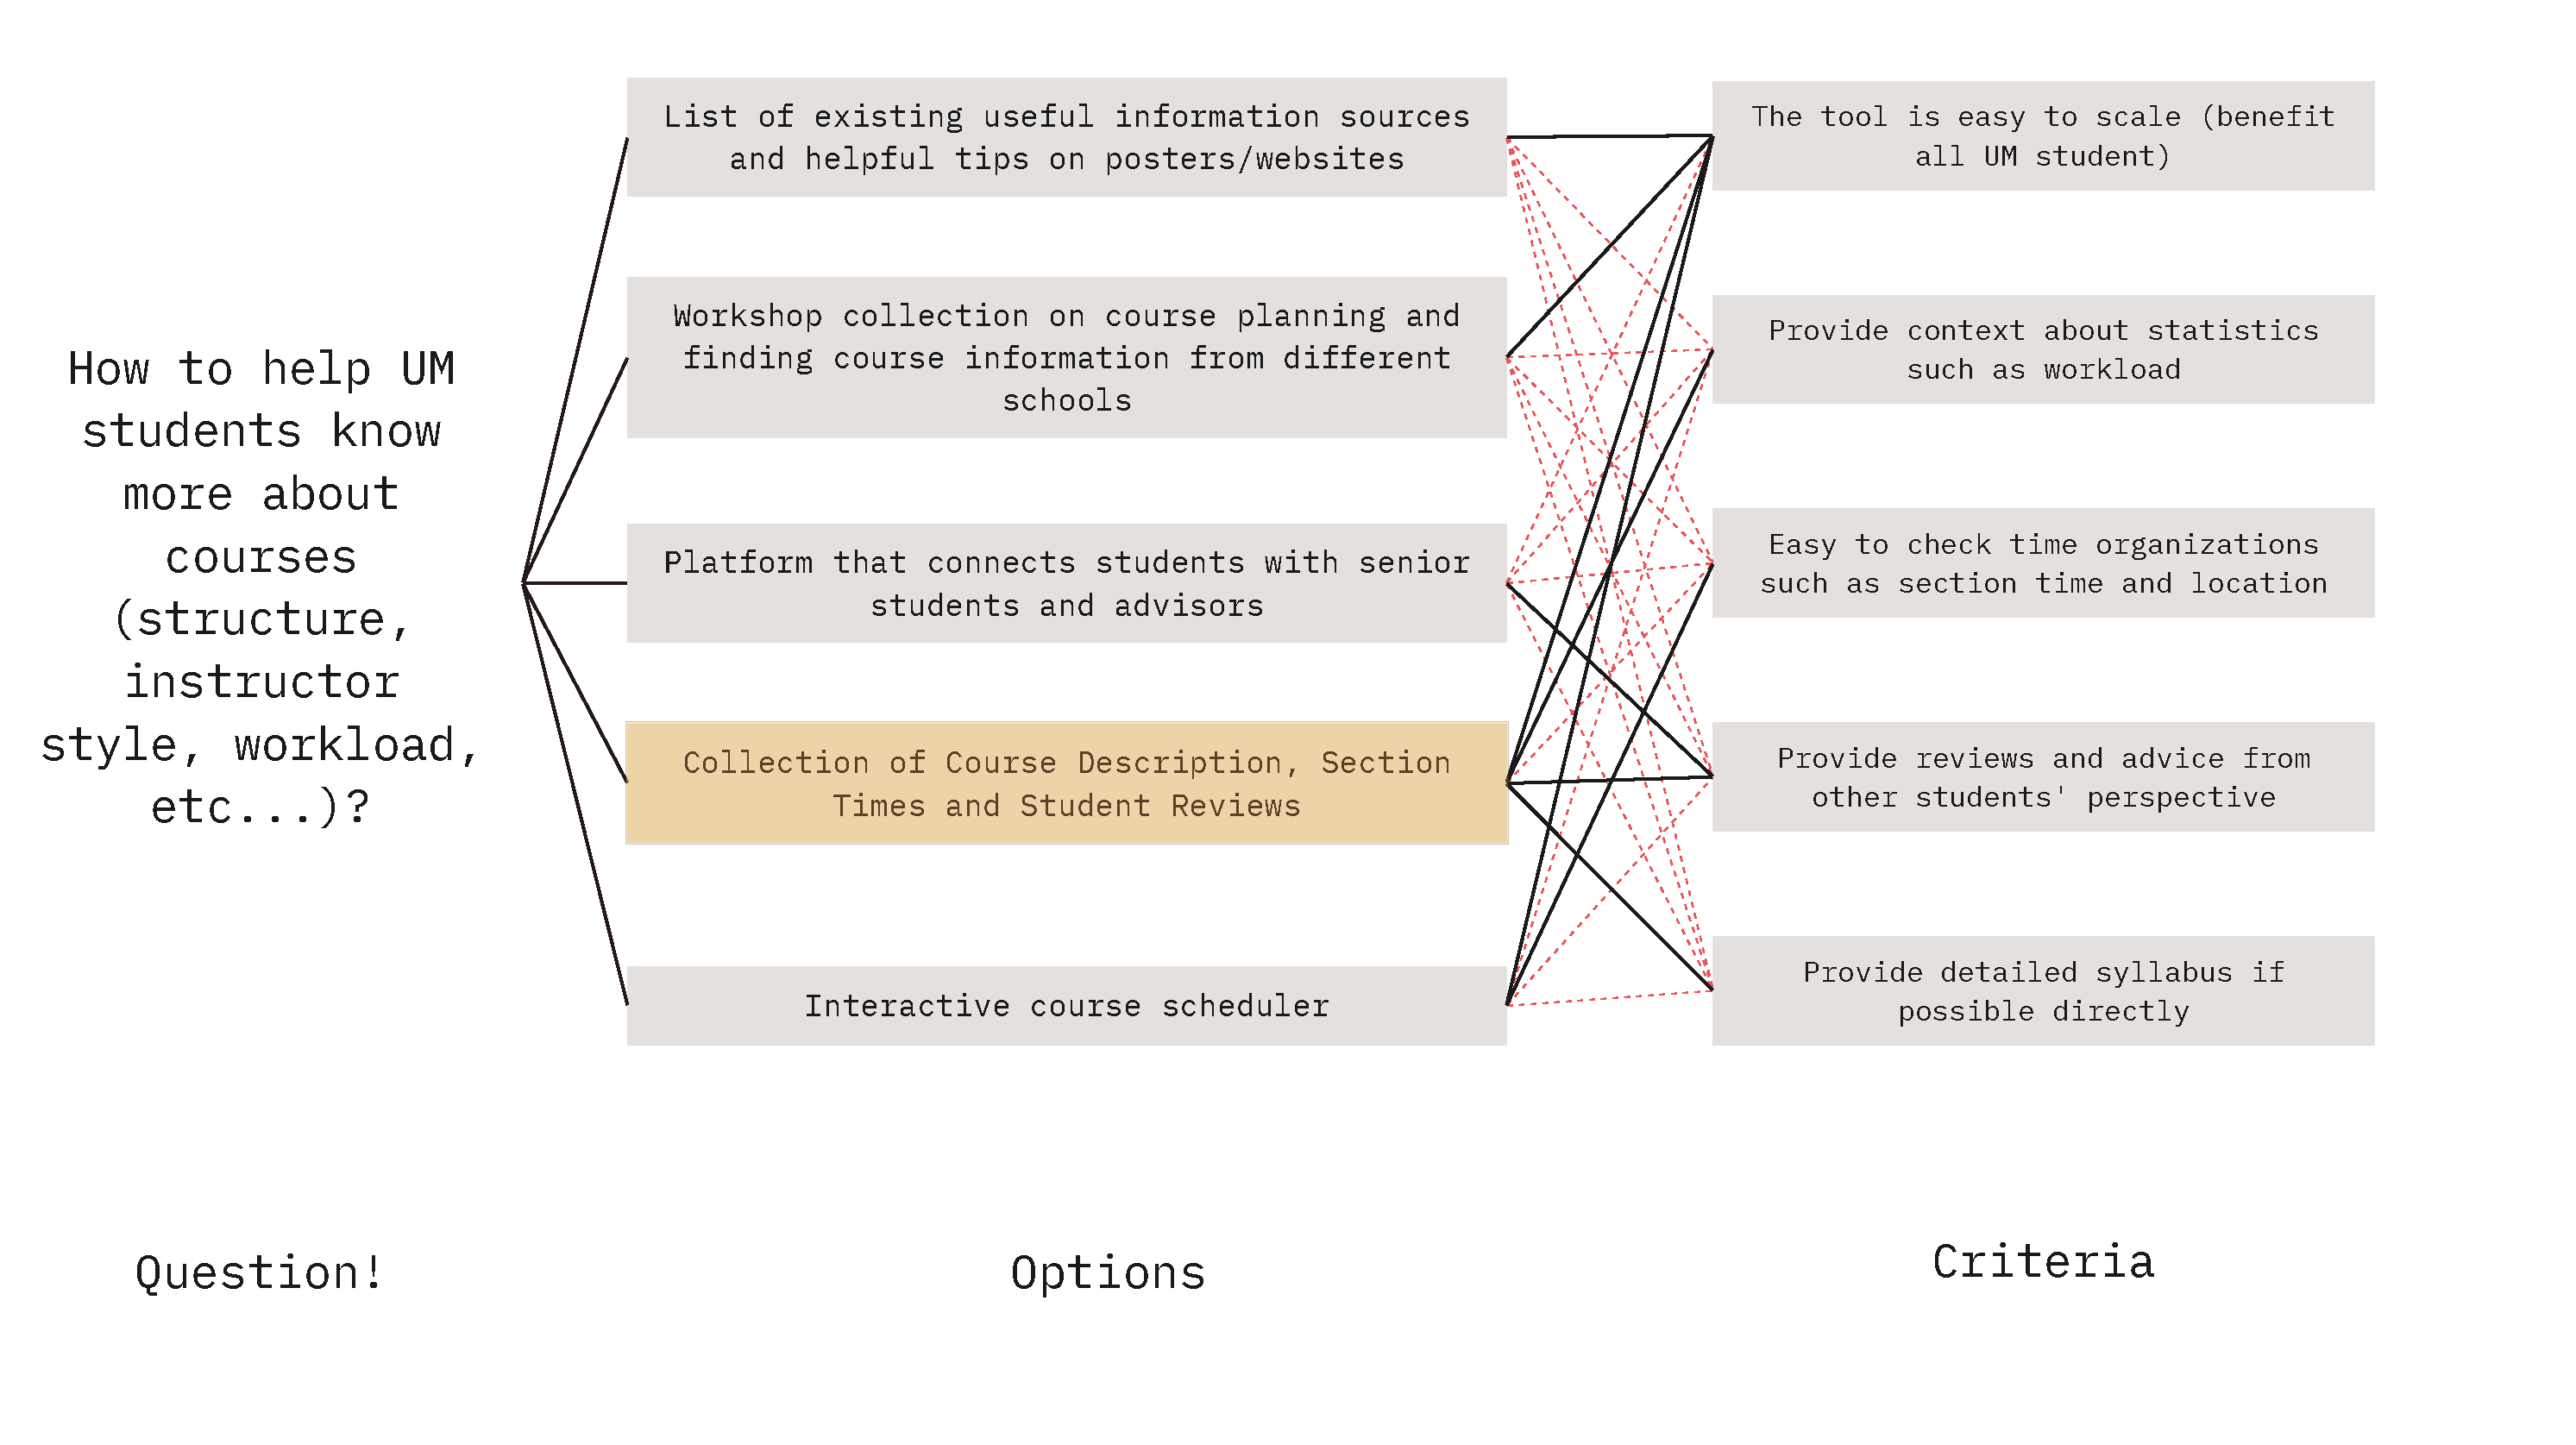 How to help UM
students know
more about
courses
(structure,
instructor
style, workload,
etc...)?
List of existing useful information sources
and helpful tips on posters/websites
Workshop collection on course planning and
finding course information from different
schools
Platform that connects students with senior
students and advisors
Collection of Course Description, Section
Times and Student Reviews
Interactive course scheduler
The tool is easy to scale (benefit
all UM student)
Provide context about statistics
such as workload
Easy to check time organizations
such as section time and location
Provide reviews and advice from
other students' perspective
Provide detailed syllabus if
possible directly
Question!
Options
Criteria